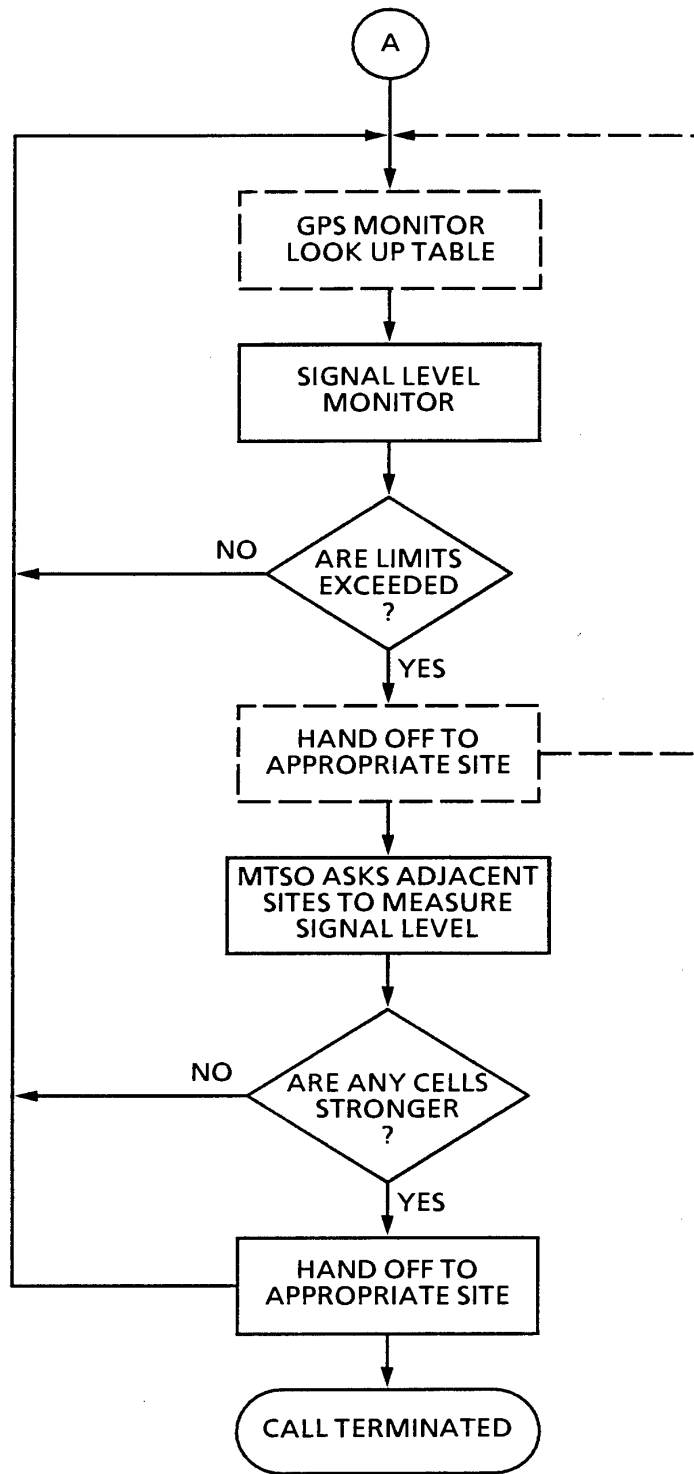 A
GPS MONITOR
LOOK UP TABLE
SIGNAL LEVEL
MONITOR
NO
ARE LIMITS
EXCEEDED
?
YES
HAND OFF TO
APPROPRIATE SITE
MTSO ASKS ADJACENT
SITES TO MEASURE
SIGNAL LEVEL
NO
ARE ANY CELLS
STRONGER
?
YES
HAND OFF TO
APPROPRIATE SITE
CALL TERMINATED